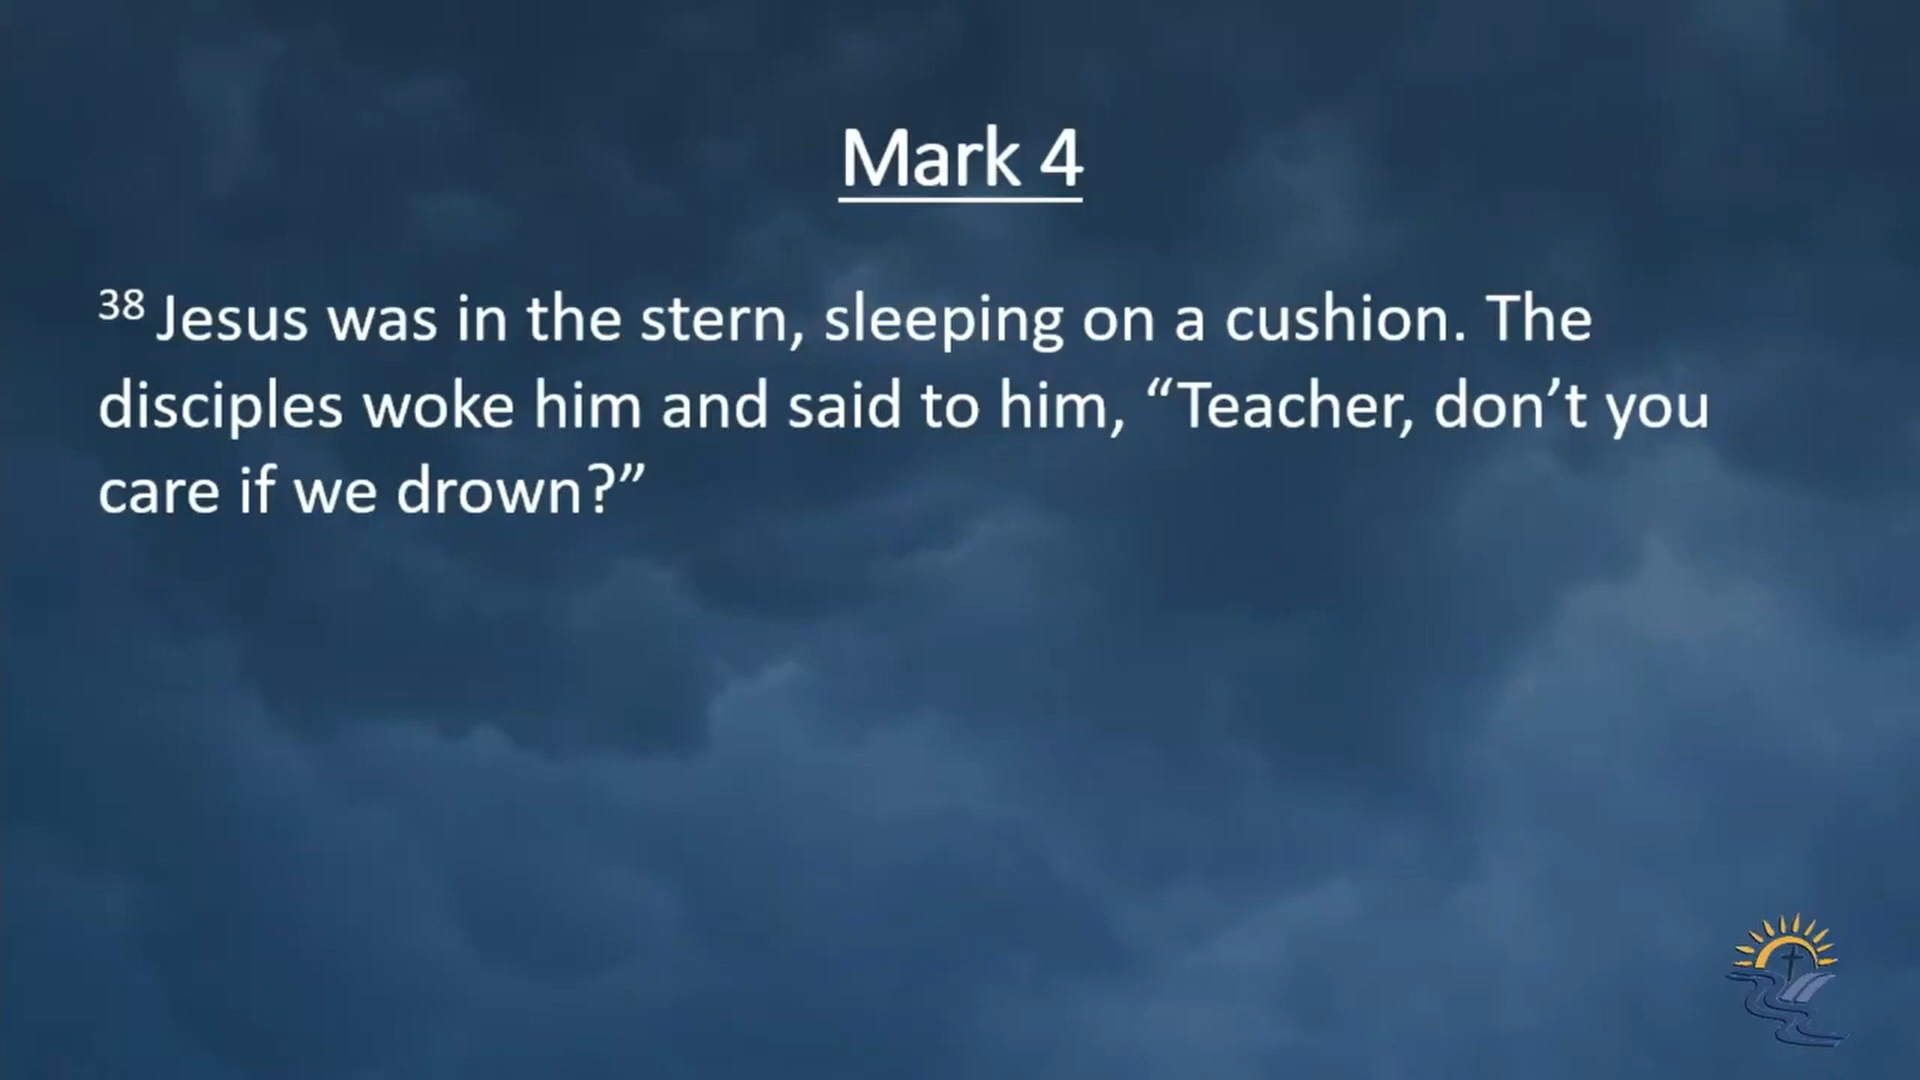 Mark 4
38 Jesus was in the stern, sleeping on a cushion. The
disciples woke him and said to him, “Teacher, don’t you
care if we drown?”